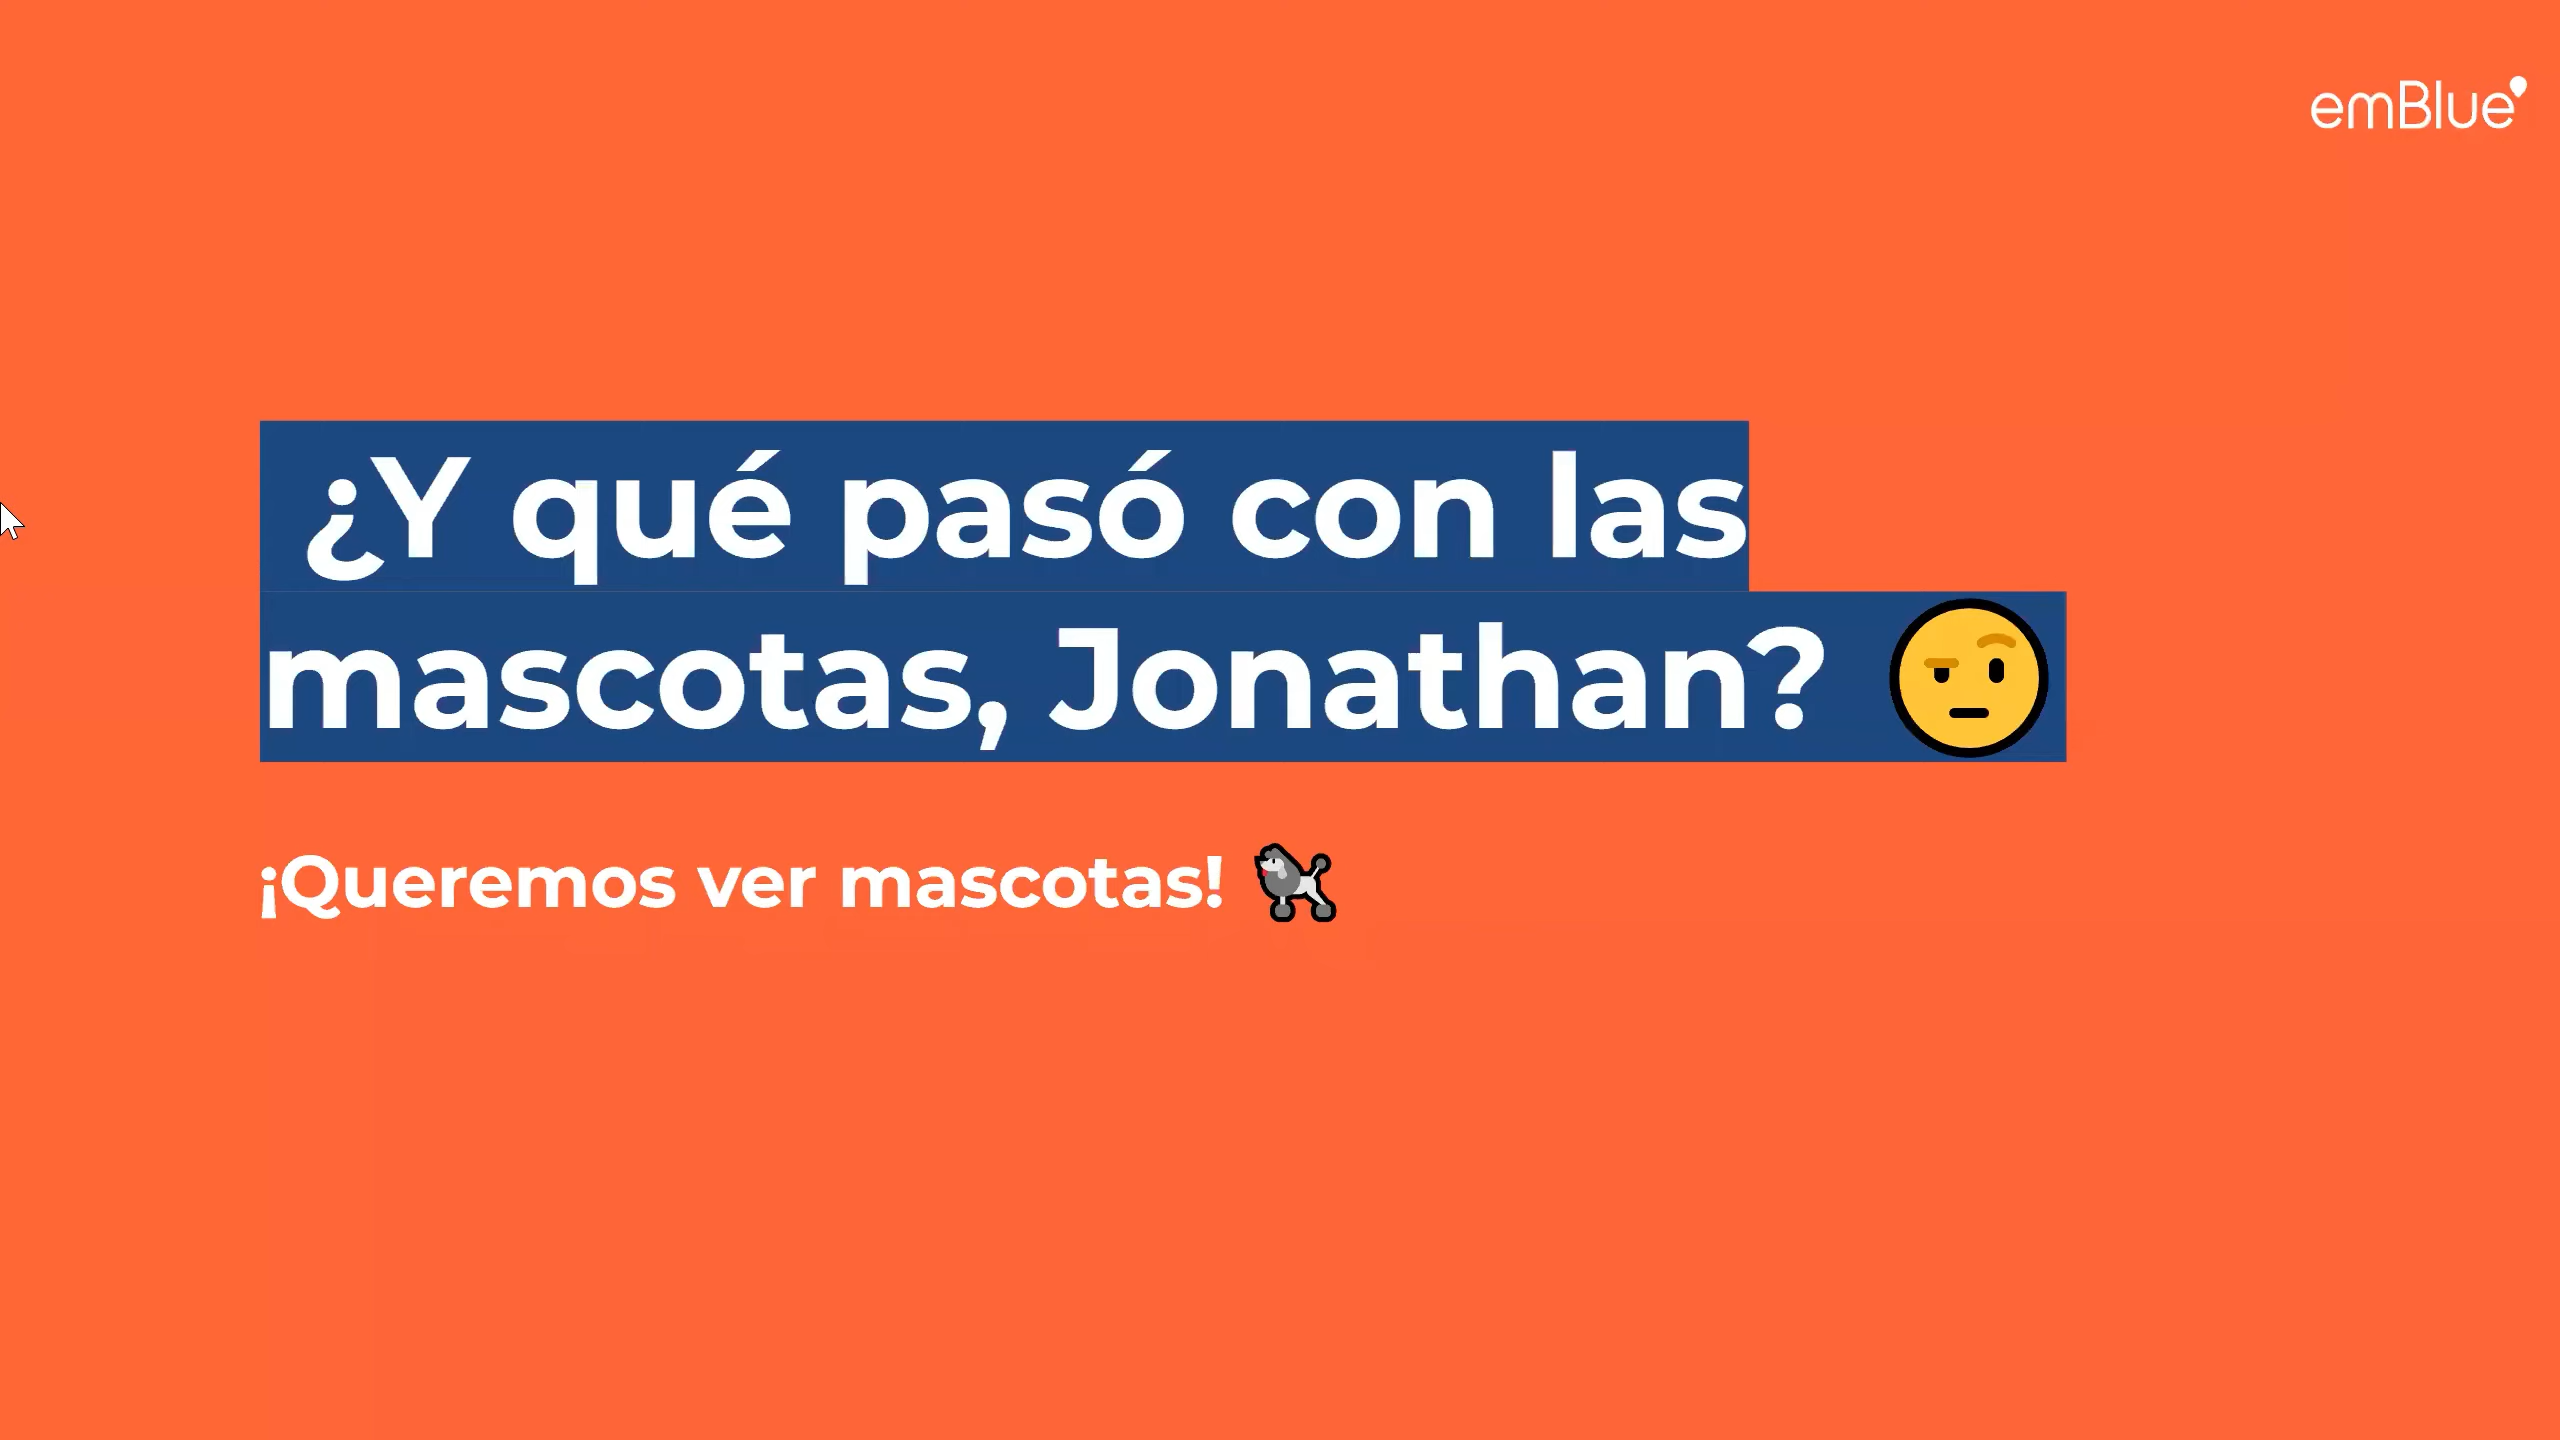 emBlue
¿Y qué pasó con las
mascotas, Jonathan? 🤨
¡Queremos ver mascotas! 🐩